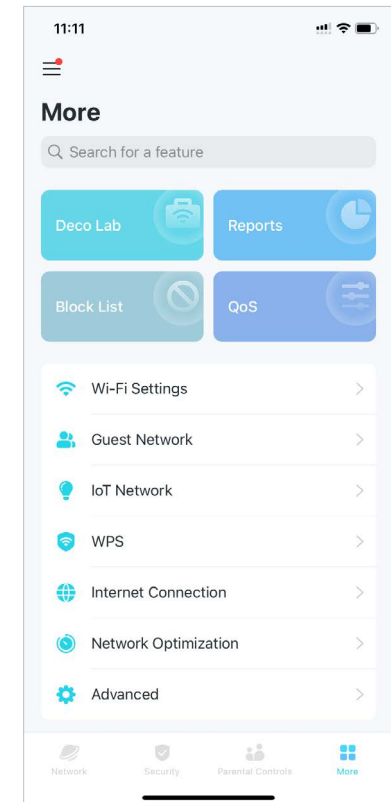 11:11
More
Search for a feature
Deco Lab
Reports
Block List
QoS
Wi-Fi Settings
Guest Network
IoT Network
WPS
Internet Connection
Network Optimization
Advanced
Network Security Parental Controls More